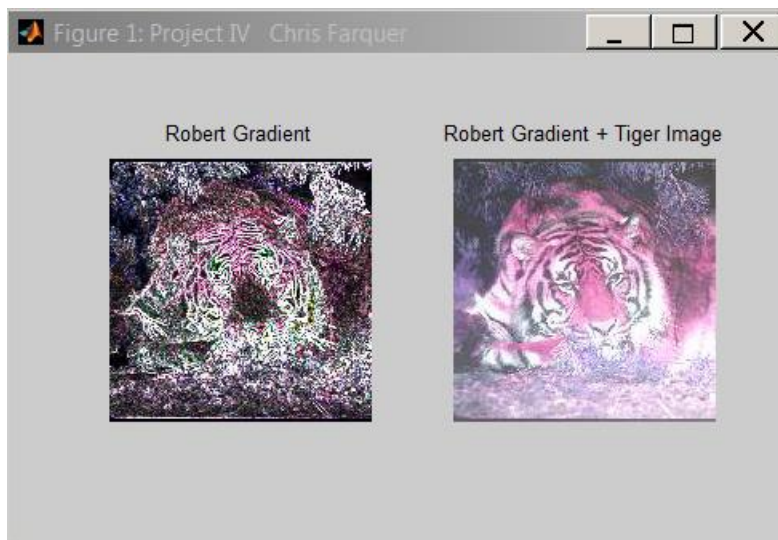 Figure 1: Project IV   Chris Farquer
Robert Gradient
Robert Gradient + Tiger Image